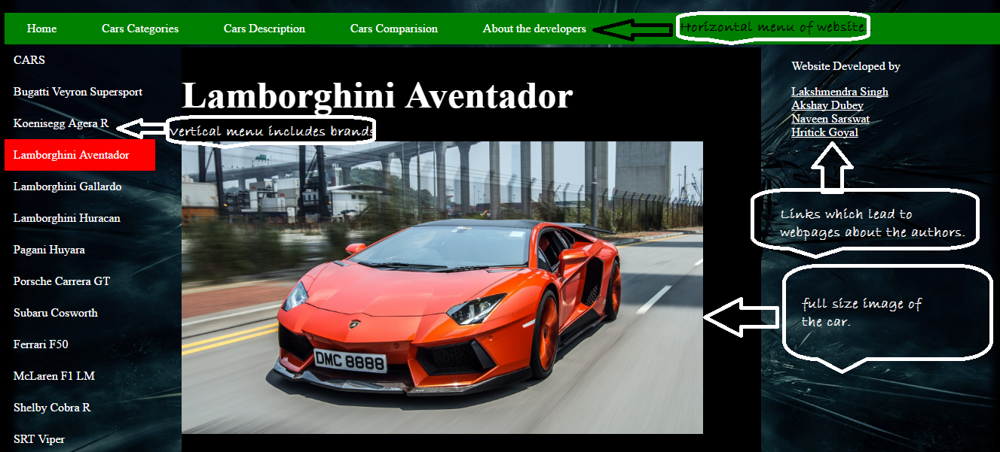 Home
Cars Categories
Cars Description
Cars Comparision
About the developers
Horizontal menu of website.
CARS
Bugatti Veyron Supersport
Koenisegg Agera R
Lamborghini Aventador
Lamborghini Gallardo
Lamborghini Huracan
Pagani Huyara
Porsche Carrera GT
Subaru Cosworth
Ferrari F50
McLaren F1 LM
Shelby Cobra R
SRT Viper
Lamborghini Aventador
Vertical menu includes brands
DMC 8888
Website Developed by
Lakshmendra Singh
Akshay Dubey
Naveen Sarswat
Hritick Goyal
Links which lead to
webpages about the authors.
full size image of
the car.